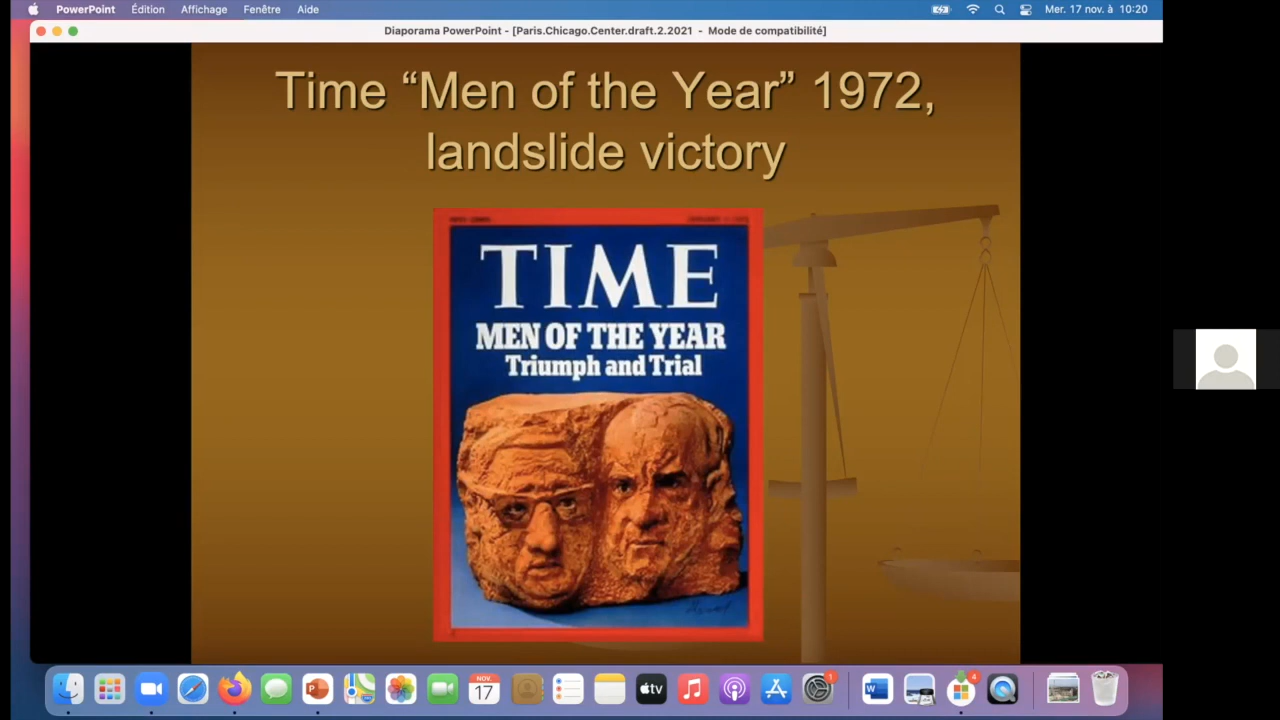 PowerPoint Édition Affichage Fenêtre Aide Mer. 17 nov. à 10:20
Diaporama PowerPoint - [Paris.Chicago.Center.draft.2.2021 - Mode de compatibilité]
Time “Men of the Year” 1972,
landslide victory
TIME
MEN OF THE YEAR
Triumph and Trial
NOV.
17
tv
1
4